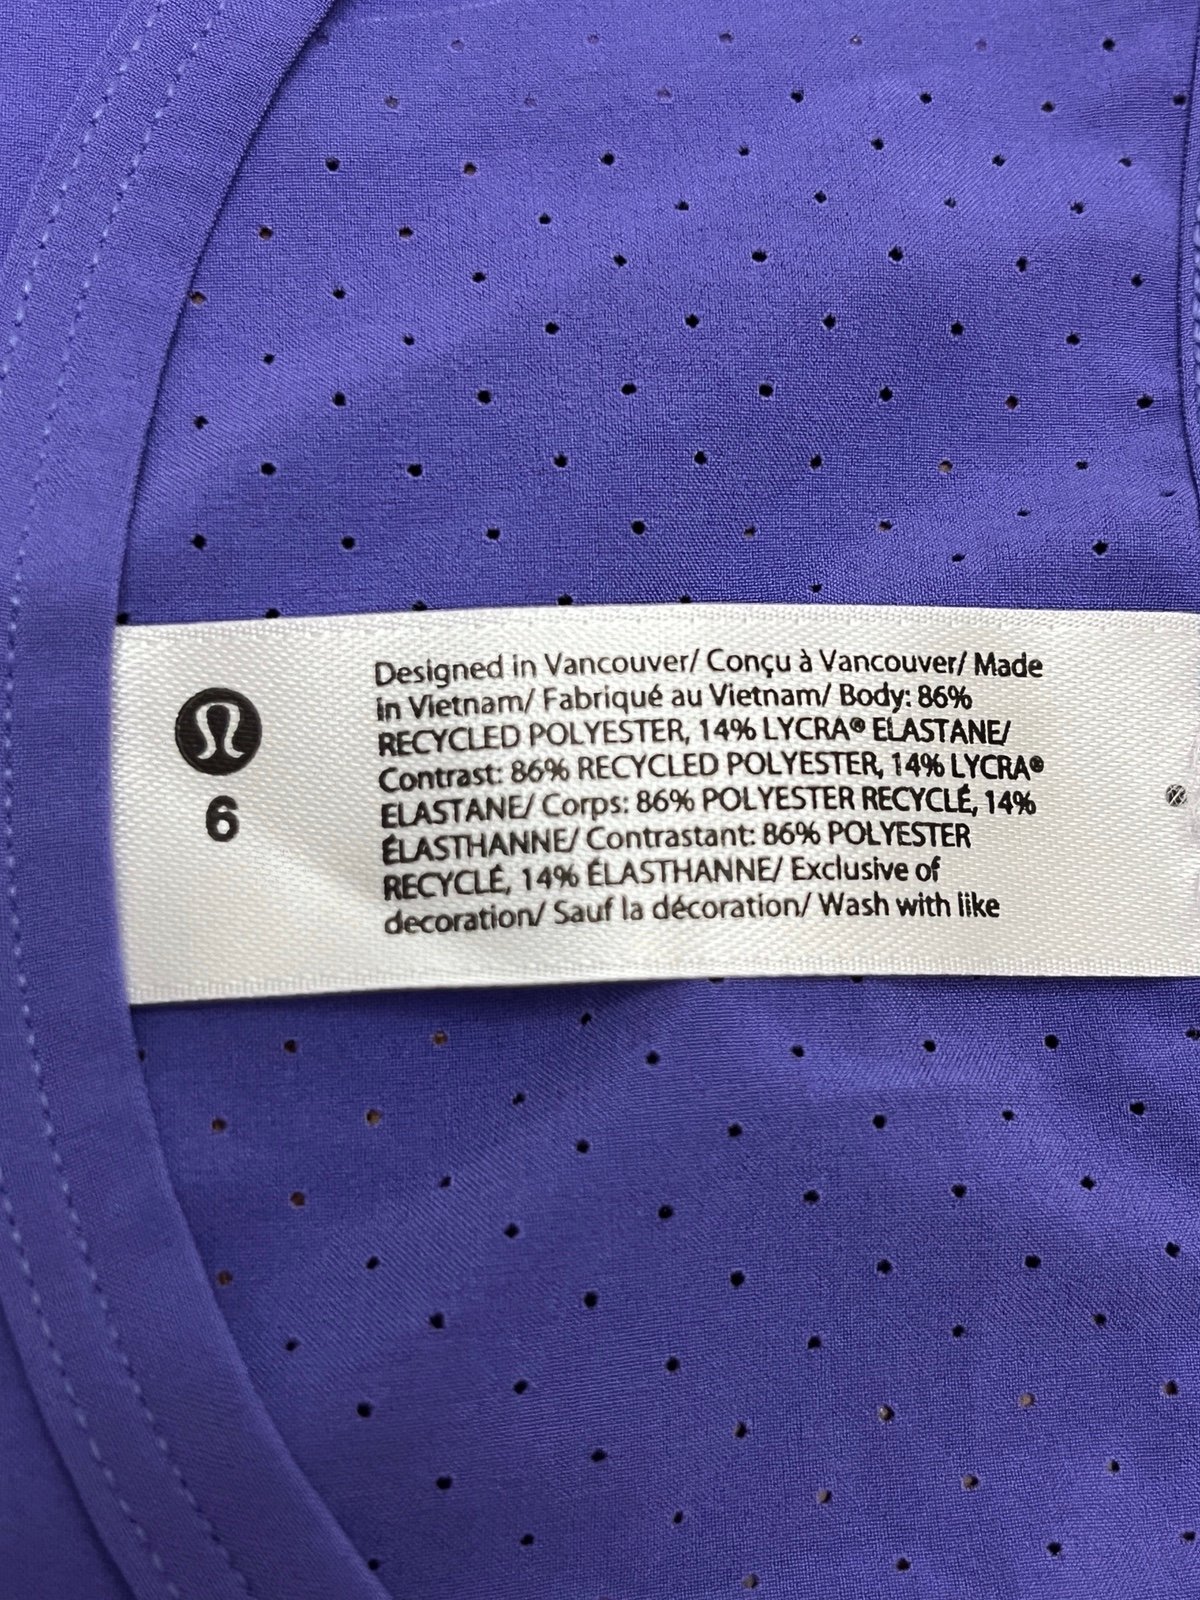 6
Designed in Vancouver/ Conçu à Vancouver/ Made
in Vietnam/ Fabriqué au Vietnam/ Body: 86%
RECYCLED POLYESTER, 14% LYCRA® ELASTANE/
Contrast: 86% RECYCLED POLYESTER, 14% LYCRA®
ELASTANE/ Corps: 86% POLYESTER RECYCLÉ, 14%
ÉLASTHANNE/ Contrastant: 86% POLYESTER
RECYCLÉ, 14% ÉLASTHANNE/ Exclusive of
decoration/ Sauf la décoration/ Wash with like